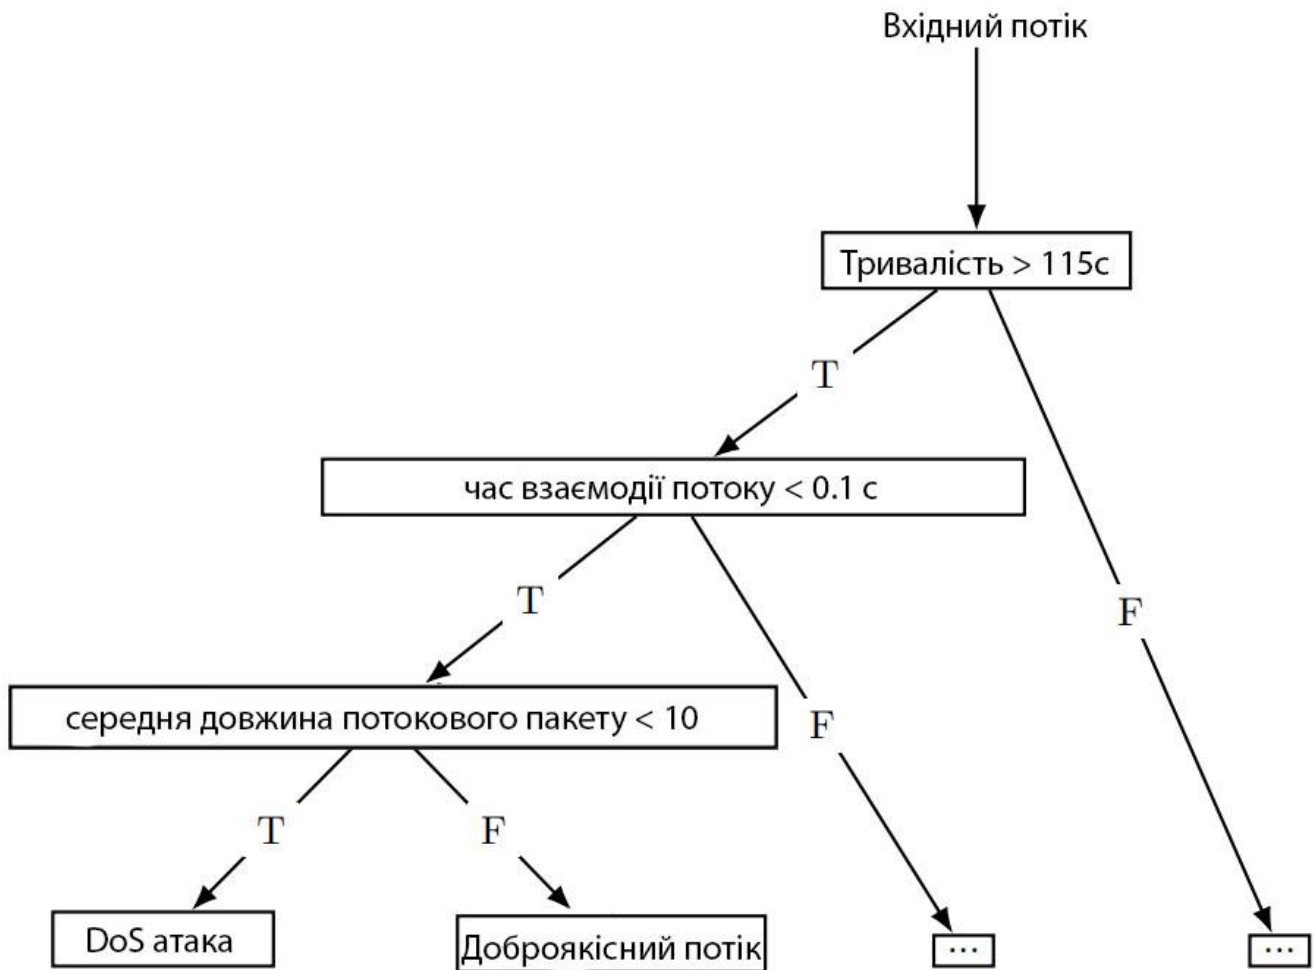 Вхідний потік
Тривалість > 115с
T
час взаємодії потоку < 0.1 с
T
F
середня довжина потокового пакету < 10
F
T
F
DoS атака
Доброякісний потік
...
...